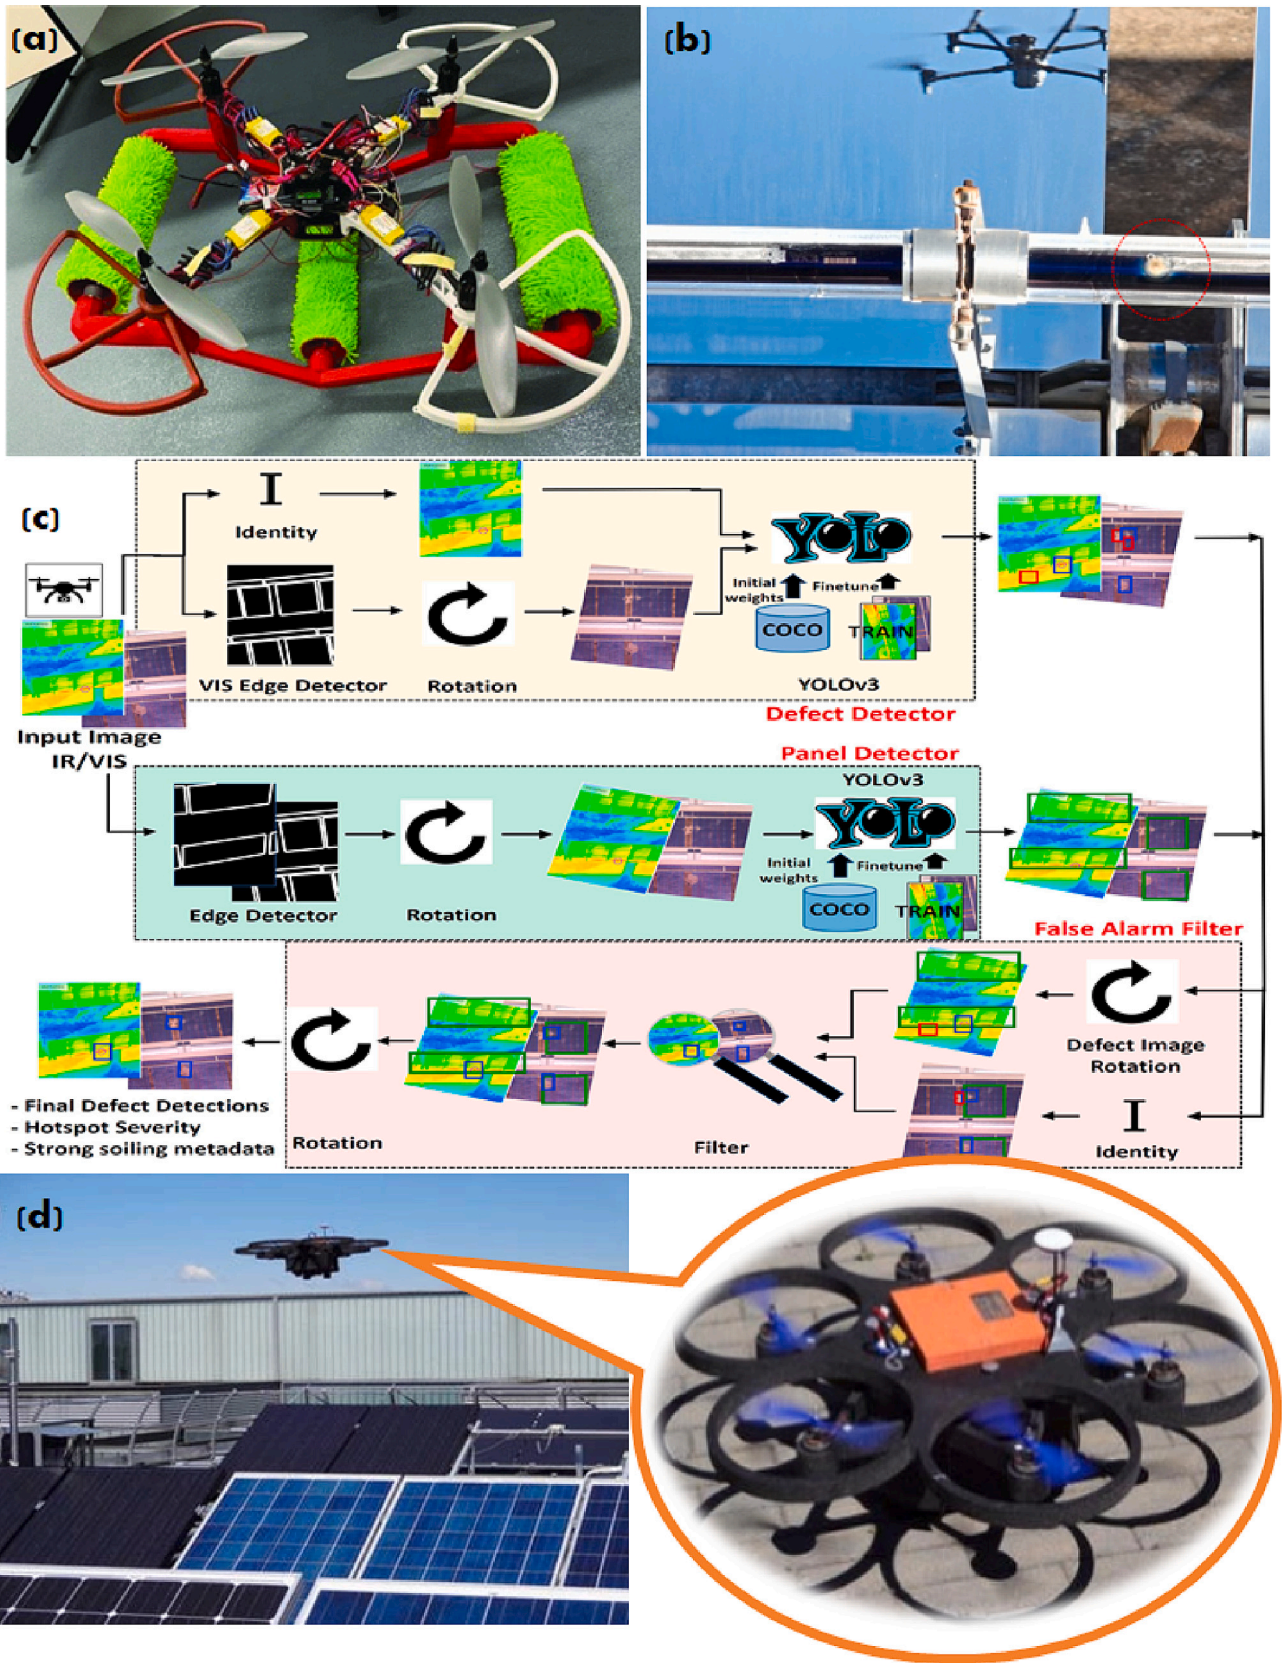 (a)
(b)
(c)
I
Identity
VIS Edge Detector
Rotation
YOLO
Initial
weights
Finetune
COCO
TRAIN
YOLOv3
Defect Detector
Input Image
IR/VIS
Panel Detector
YOLOv3
YOLO
Initial
weights
Finetune
COCO
TRAIN
Edge Detector
Rotation
False Alarm Filter
Defect Image
Rotation
I
Identity
Filter
Rotation
- Final Defect Detections
- Hotspot Severity
- Strong soiling metadata
(d)